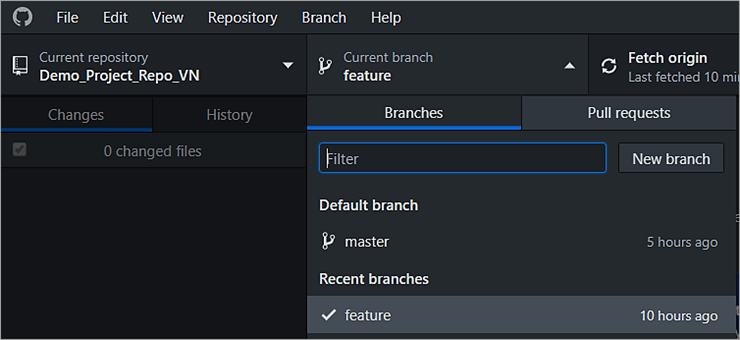 File Edit View Repository Branch Help
Current repository
Demo_Project_Repo_VN
Current branch
feature
Fetch origin
Last fetched 10
Changes
History
Branches
Pull requests
0 changed files
Filter
New branch
Default branch
master
5 hours ago
Recent branches
feature
10 hours ago